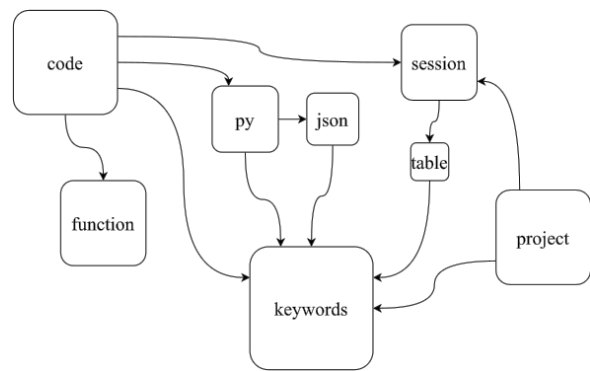 code
session
py
json
table
function
project
keywords